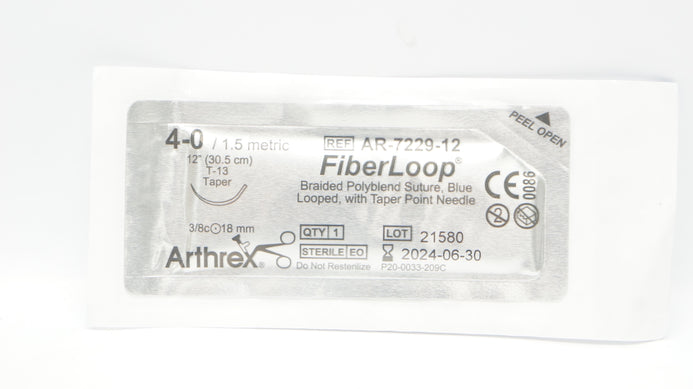 4-0 / 1.5 metric
12" (30.5 cm)
T-13
Taper
3/8c 18 mm
Arthrex®
REF AR-7229-12
FiberLoop®
Braided Polyblend Suture, Blue
Looped, with Taper Point Needle
QTY 1
LOT 21580
STERILE EO
2024-06-30
Do Not Resterilize
P20-0033-209C
PEEL OPEN
CE 0086
2